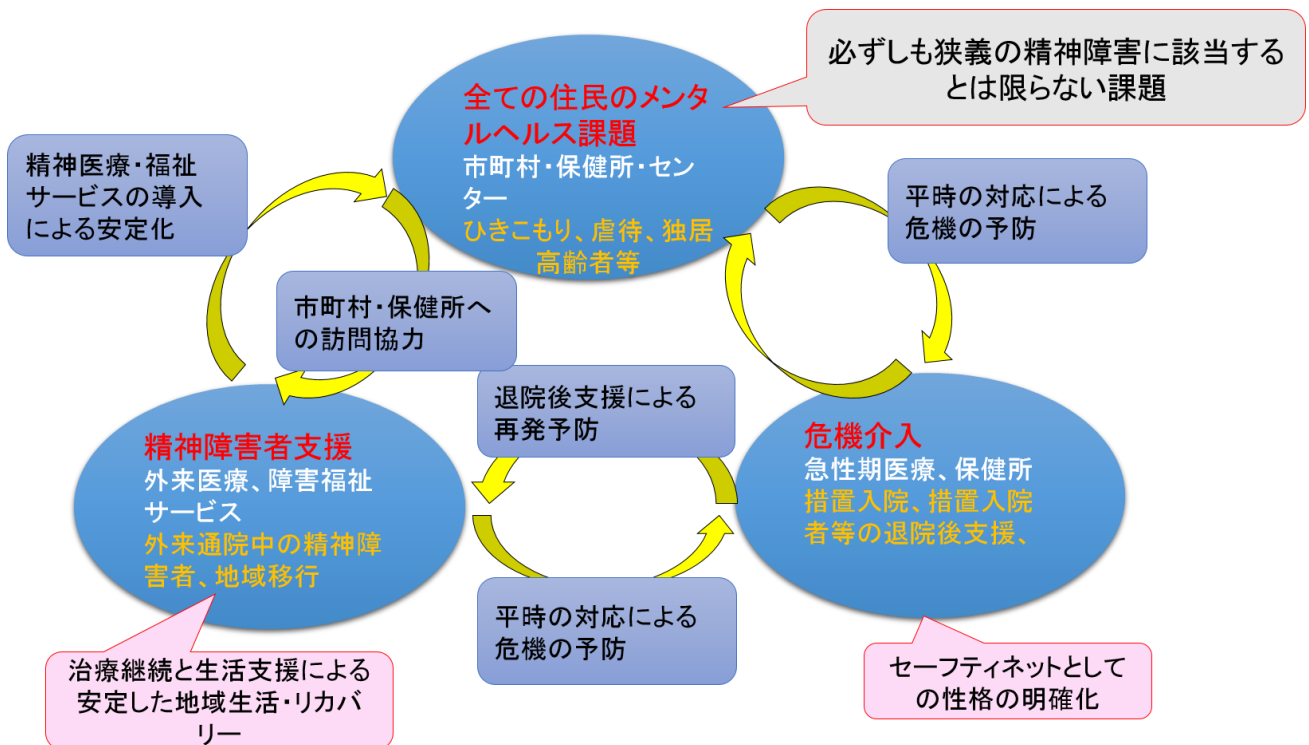 必ずしも狭義の精神障害に該当する
とは限らない課題
全ての住民のメンタ
ルヘルス課題
市町村・保健所・セン
ター
ひきこもり、虐待、独居
高齢者等
精神医療・福祉
サービスの導入
による安定化
平時の対応による
危機の予防
市町村・保健所へ
の訪問協力
退院後支援による
再発予防
精神障害者支援
外来医療、障害福祉
サービス
外来通院中の精神障
害者、地域移行
危機介入
急性期医療、保健所
措置入院、措置入院
者等の退院後支援、
平時の対応による
危機の予防
治療継続と生活支援による
安定した地域生活・リカバ
リー
セーフティネットとして
の性格の明確化